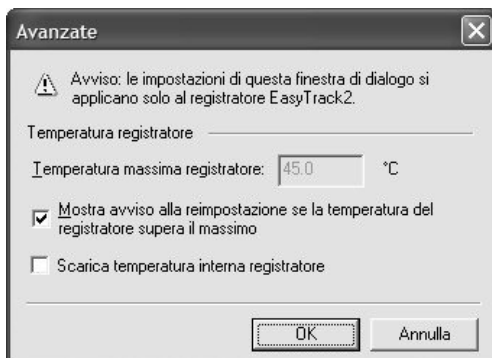 Avanzate
Avviso: le impostazioni di questa finestra di dialogo si
applicano solo al registratore EasyTrack2.
Temperatura registratore
Temperatura massima registratore: 45.0 °C
Mostra avviso alla reimpostazione se la temperatura del
registratore supera il massimo
Scarica temperatura interna registratore
OK Annulla